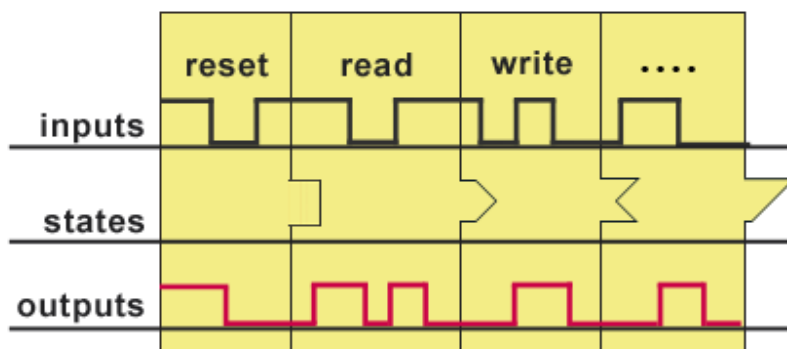 reset read write ....
inputs
states
outputs